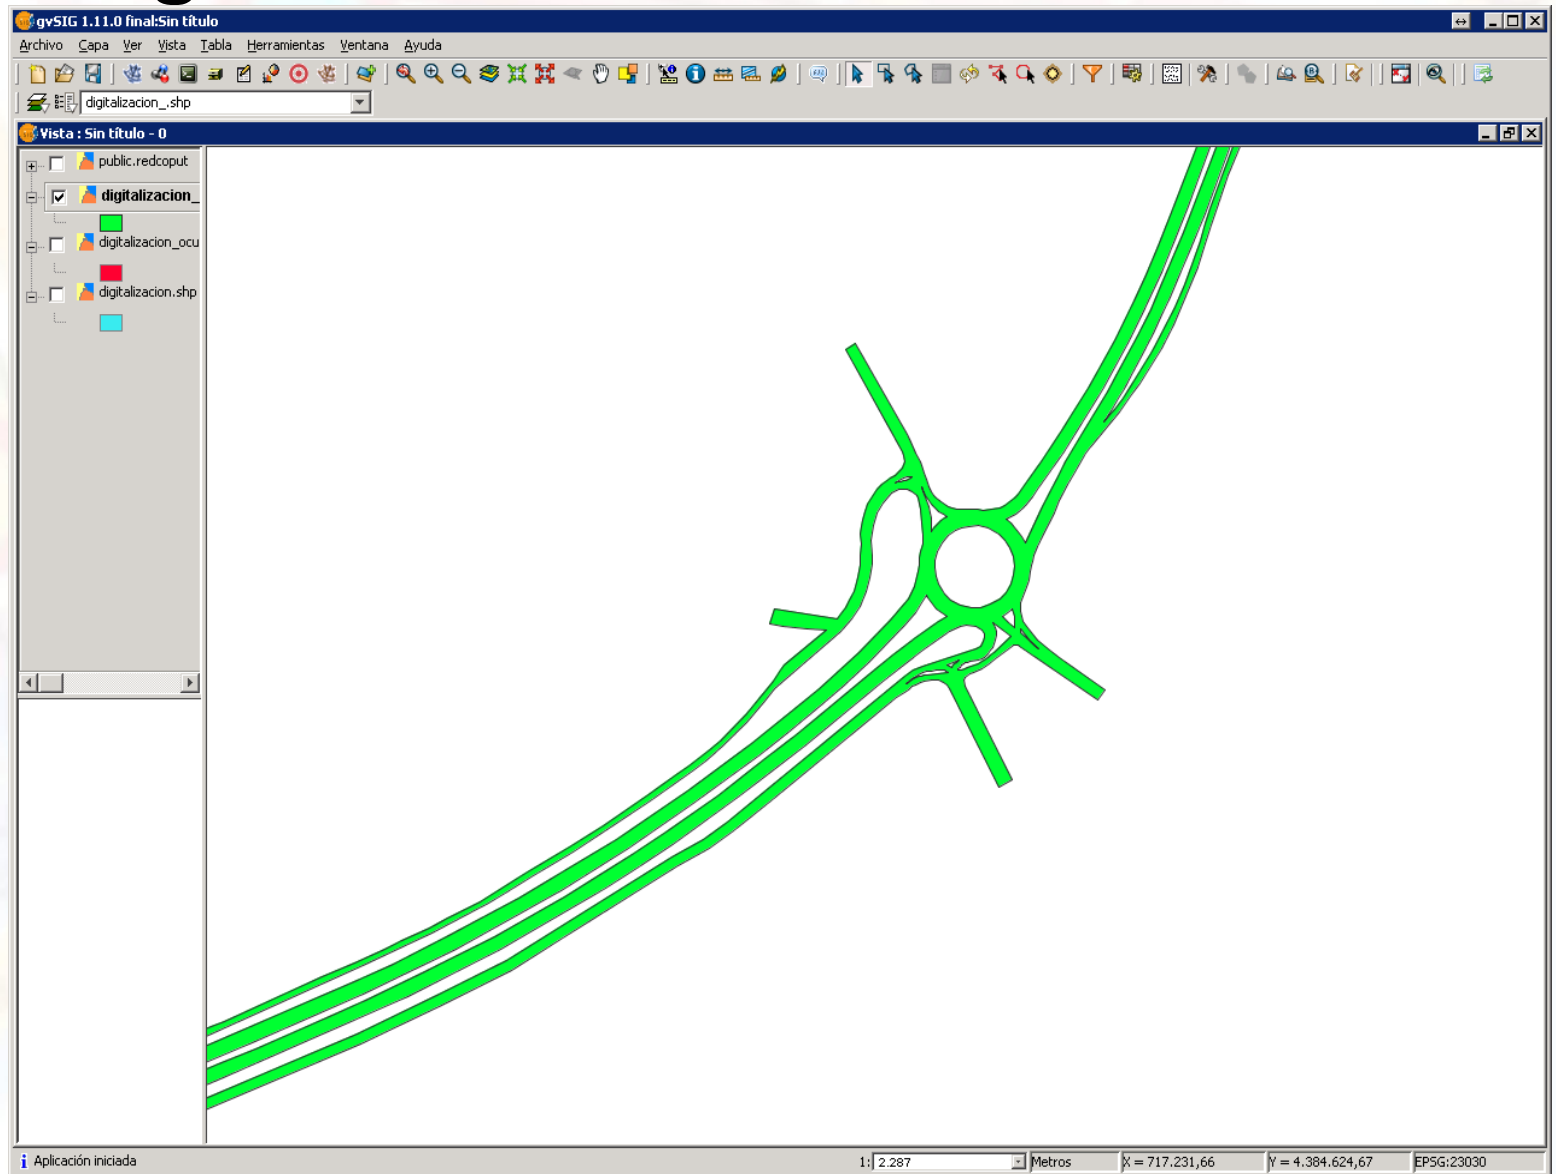 gvSIG 1.11.0 final:Sin título
Archivo Capa Ver Vista Tabla Herramientas Ventana Ayuda
digitalizacion_.shp
Vista : Sin título - 0
public.redcoput
digitalizacion_
digitalizacion_ocu
digitalizacion.shp
Aplicación iniciada 1: 2.287 Metros X = 717.231,66 Y = 4.384.624,67 EPSG:23030